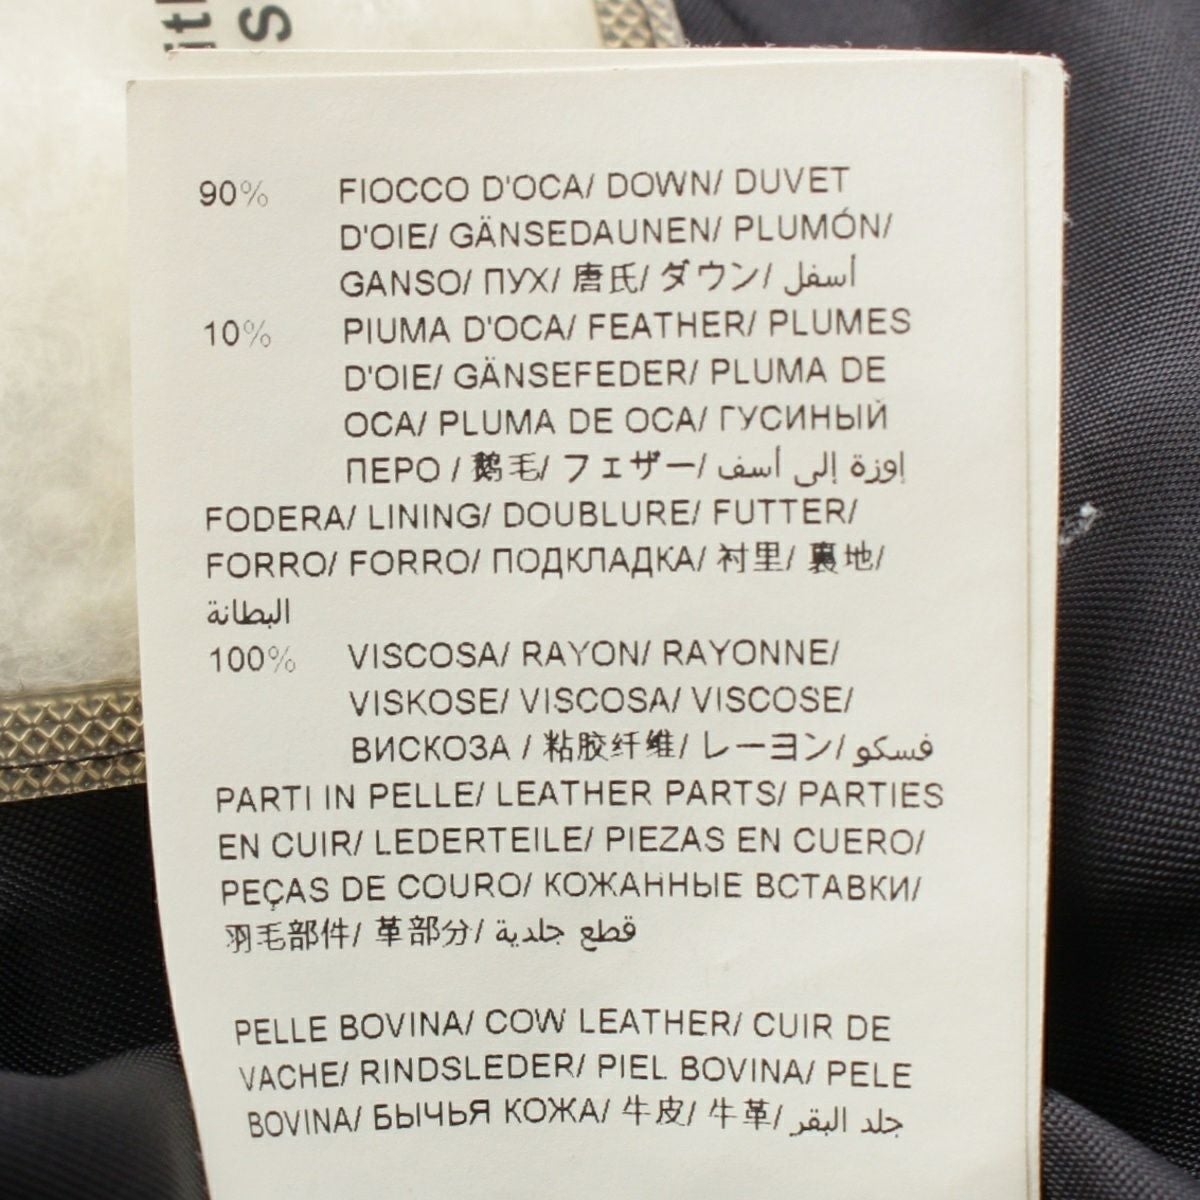 90% FIOCCO D'OCA/ DOWN/ DUVET
D'OIE/ GÄNSEDAUNEN/ PLUMÓN/
GANSO/ ПУХ/ 唐氏/ ダウン/ أسفل
10% PIUMA D'OCA/ FEATHER/ PLUMES
D'OIE/ GÄNSEFEDER/ PLUMA DE
OCA/ PLUMA DE OCA/ ГУСИНЫЙ
ПЕРО / 鹅毛/ フェザー/ إوزة إلى أسف
FODERA/ LINING/ DOUBLURE/ FUTTER/
FORRO/ FORRO/ ПОДКЛАДКА/ 衬里/ 裏地/
البطانة
100% VISCOSA/ RAYON/ RAYONNE/
VISKOSE/ VISCOSA/ VISCOSE/
ВИСКОЗА / 粘胶纤维/ レーヨン/ فسكو
PARTI IN PELLE/ LEATHER PARTS/ PARTIES
EN CUIR/ LEDERTEILE/ PIEZAS EN CUERO/
PEÇAS DE COURO/ КОЖАННЫЕ ВСТАВКИ/
羽毛部件/ 革部分/ قطع جلدية
PELLE BOVINA/ COW LEATHER/ CUIR DE
VACHE/ RINDSLEDER/ PIEL BOVINA/ PELE
BOVINA/ БЫЧЬЯ КОЖА/ 牛皮/ 牛革/ جلد البقر